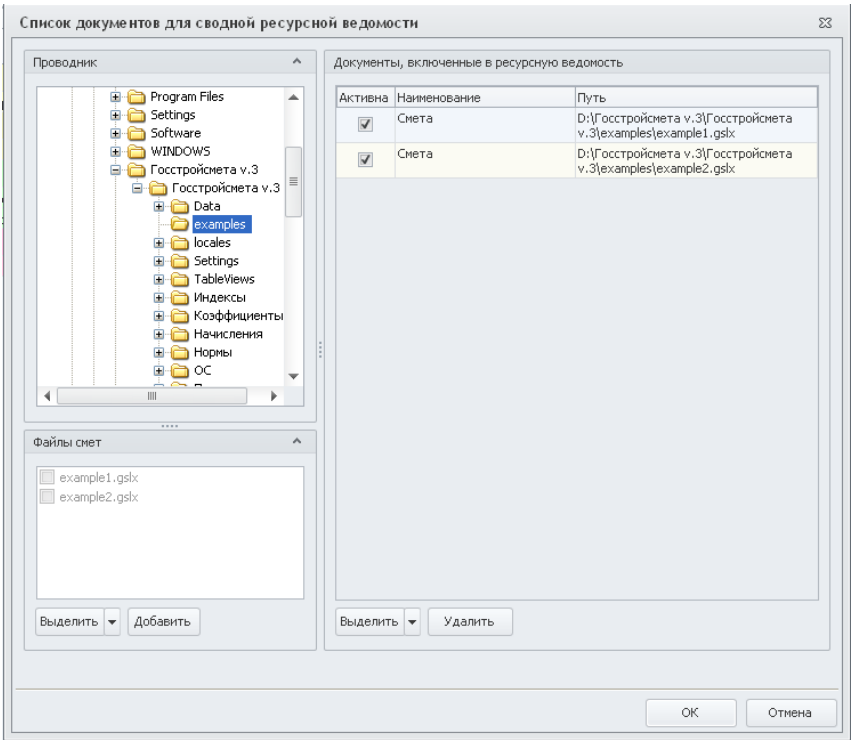 Список документов для сводной ресурсной ведомости
Проводник
Program Files
Settings
Software
WINDOWS
Госстройсмета v.3
Госстройсмета v.3
Data
examples
locales
Settings
TableViews
Индексы
Коэффициенты
Начисления
Нормы
ОС
Файлы смет
example1.gslx
example2.gslx
Выделить
Добавить
Документы, включенные в ресурсную ведомость
Активна Наименование Путь
Смета D:\Госстройсмета v.3\Госстройсмета
v.3\examples\example1.gslx
Смета D:\Госстройсмета v.3\Госстройсмета
v.3\examples\example2.gslx
Выделить
Удалить
OK
Отмена